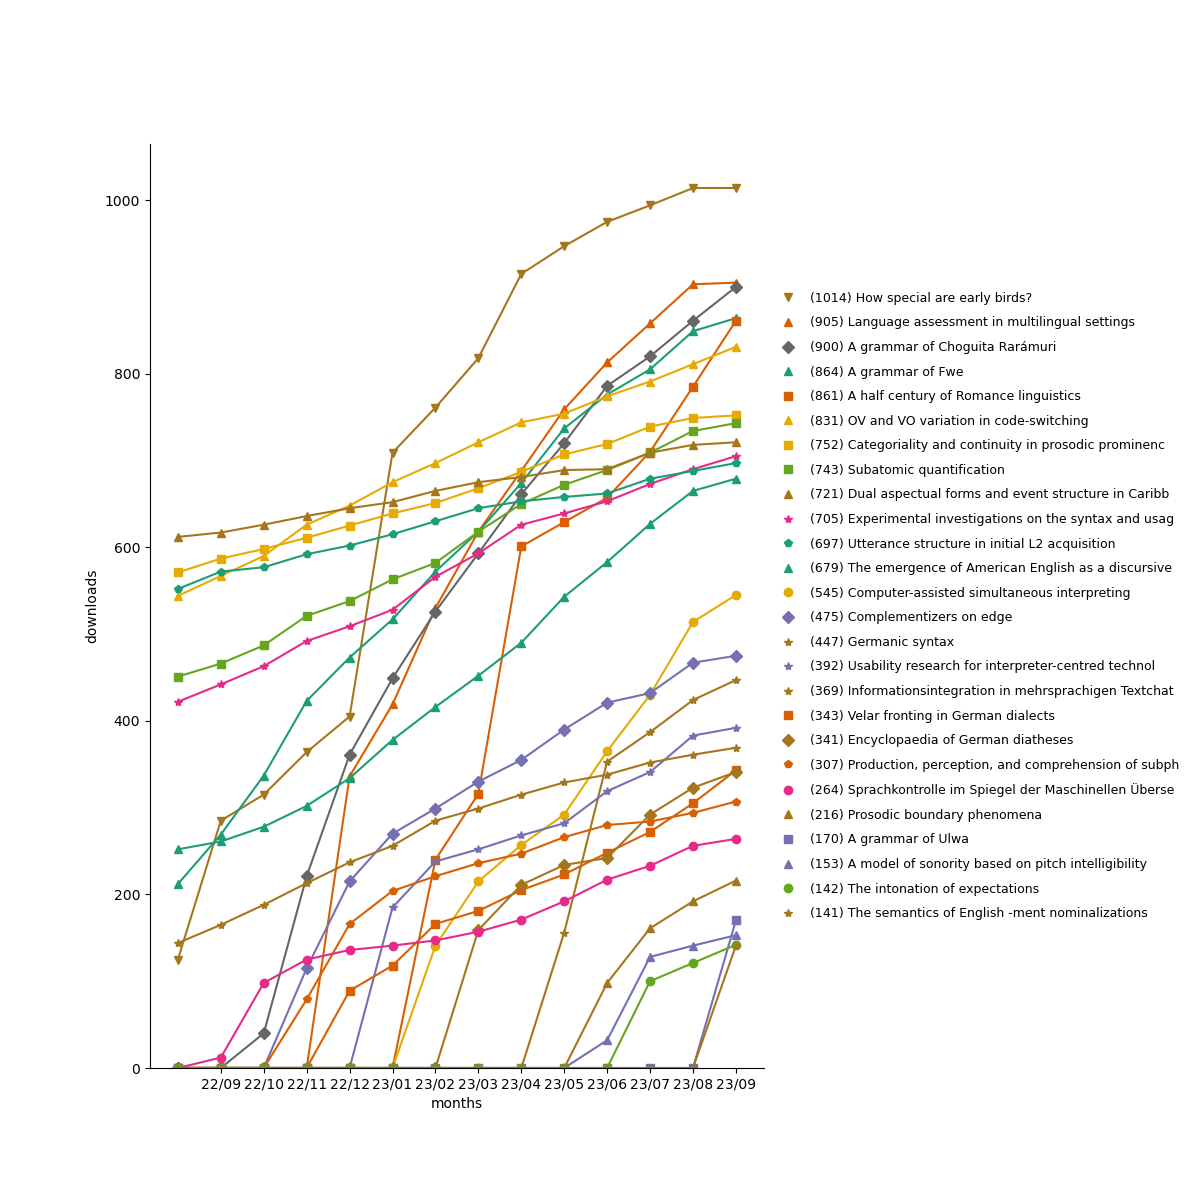 1000
800
600
400
200
0
downloads
22/09 22/10 22/11 22/12 23/01 23/02 23/03 23/04 23/05 23/06 23/07 23/08 23/09
months
(1014) How special are early birds?
(905) Language assessment in multilingual settings
(900) A grammar of Choguita Rarámuri
(864) A grammar of Fwe
(861) A half century of Romance linguistics
(831) OV and VO variation in code-switching
(752) Categoriality and continuity in prosodic prominenc
(743) Subatomic quantification
(721) Dual aspectual forms and event structure in Caribb
(705) Experimental investigations on the syntax and usag
(697) Utterance structure in initial L2 acquisition
(679) The emergence of American English as a discursive
(545) Computer-assisted simultaneous interpreting
(475) Complementizers on edge
(447) Germanic syntax
(392) Usability research for interpreter-centred technol
(369) Informationsintegration in mehrsprachigen Textchat
(343) Velar fronting in German dialects
(341) Encyclopaedia of German diatheses
(307) Production, perception, and comprehension of subph
(264) Sprachkontrolle im Spiegel der Maschinellen Überse
(216) Prosodic boundary phenomena
(170) A grammar of Ulwa
(153) A model of sonority based on pitch intelligibility
(142) The intonation of expectations
(141) The semantics of English -ment nominalizations